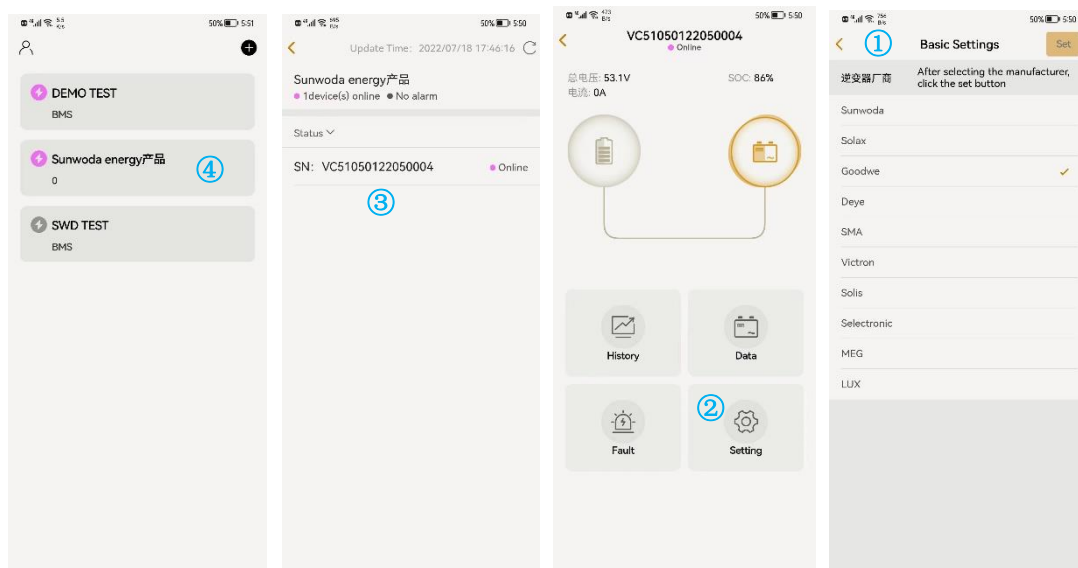 50% 5:51
DEMO TEST
BMS
Sunwoda energy产品
0
④
SWD TEST
BMS
50% 5:50
Update Time: 2022/07/18 17:46:16
Sunwoda energy产品
1device(s) online No alarm
Status
SN: VC51050122050004 Online
③
473 B/s 50% 5:50
VC51050122050004
Online
总电压: 53.1V SOC: 86%
电流: 0A
History Data
②
Fault Setting
756 B/s 50% 5:50
① Basic Settings Set
逆变器厂商 After selecting the manufacturer,
click the set button
Sunwoda
Solax
Goodwe
Deye
SMA
Victron
Solis
Selectronic
MEG
LUX